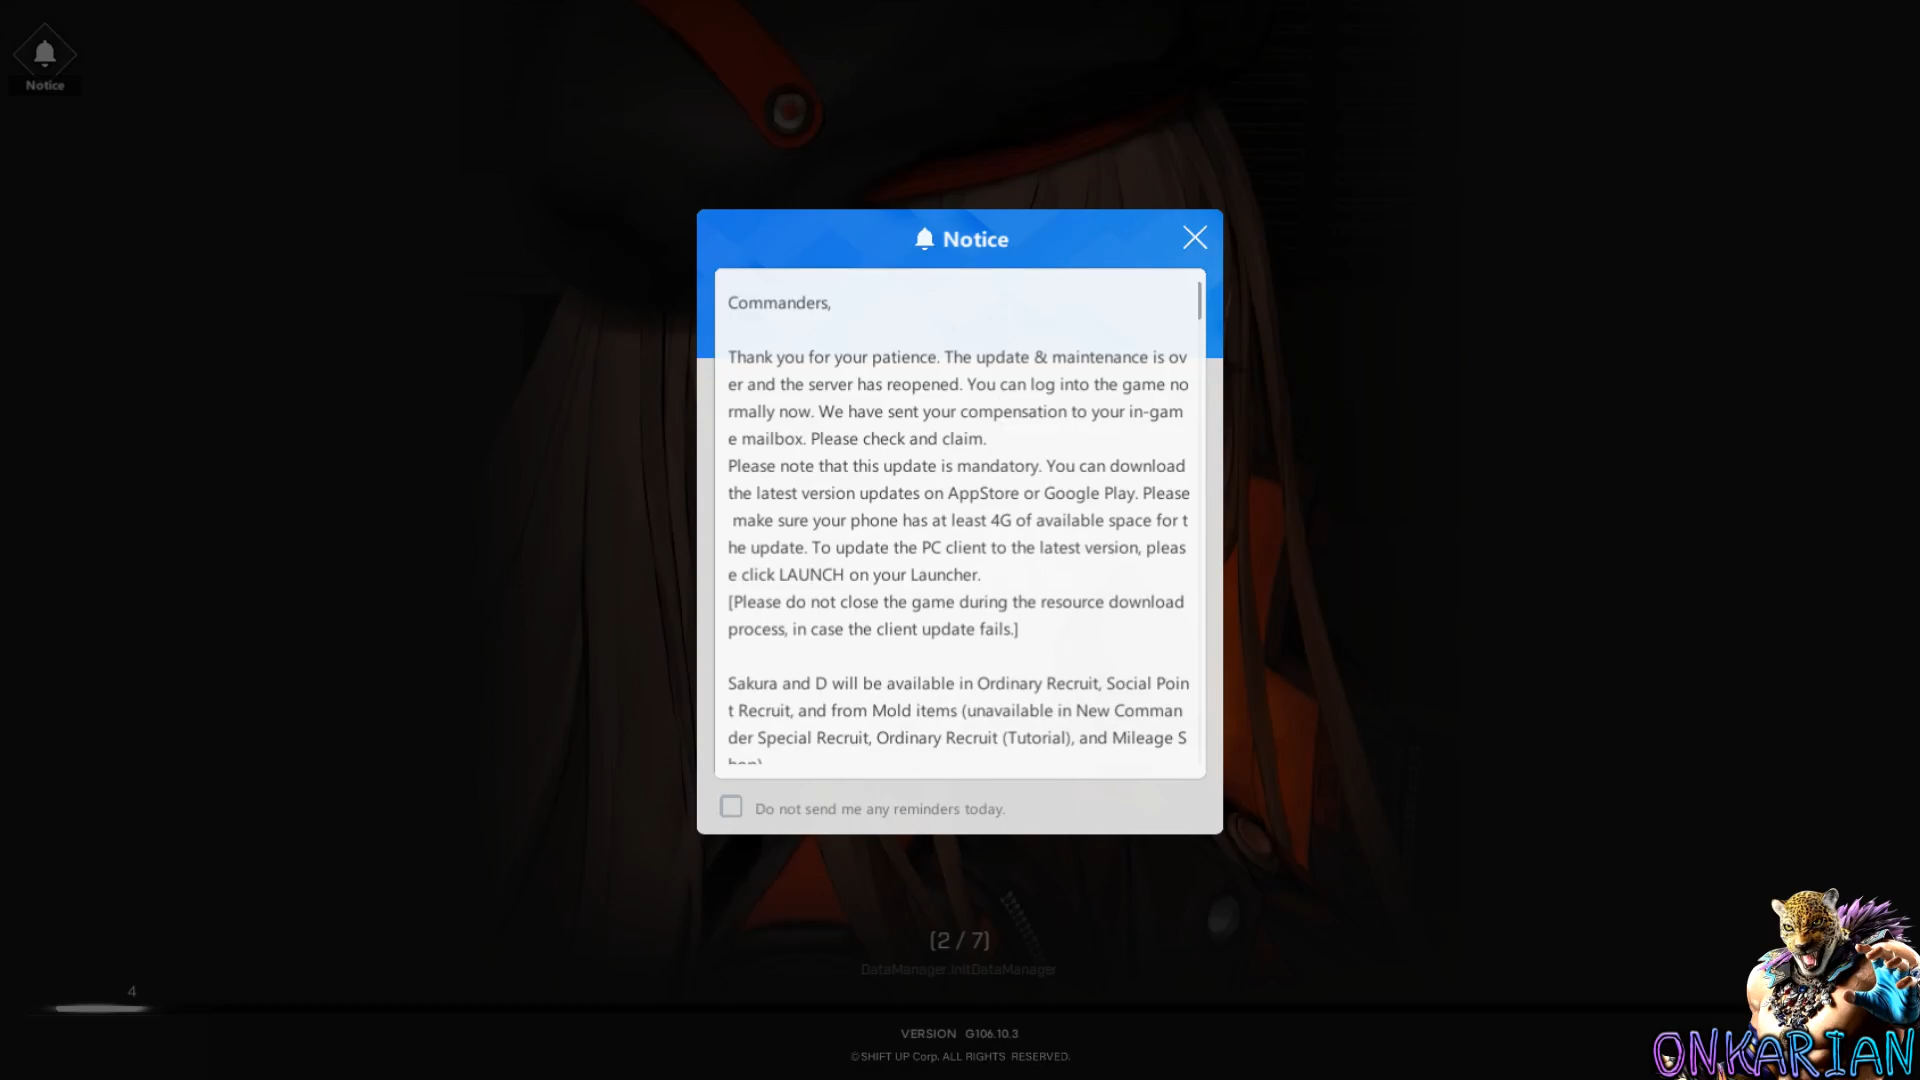 Notice
Notice
Commanders,
Thank you for your patience. The update & maintenance is ov
er and the server has reopened. You can log into the game no
rmally now. We have sent your compensation to your in-gam
e mailbox. Please check and claim.
Please note that this update is mandatory. You can download
the latest version updates on AppStore or Google Play. Please
make sure your phone has at least 4G of available space for t
he update. To update the PC client to the latest version, pleas
e click LAUNCH on your Launcher.
[Please do not close the game during the resource download
process, in case the client update fails.]
Sakura and D will be available in Ordinary Recruit, Social Poin
t Recruit, and from Mold items (unavailable in New Comman
der Special Recruit, Ordinary Recruit (Tutorial), and Mileage S
hop)
Do not send me any reminders today.
(2 / 7)
DataManager.InitDataManager
4
VERSION G106.10.3
©SHIFT UP Corp. ALL RIGHTS RESERVED.
ONKARIAN